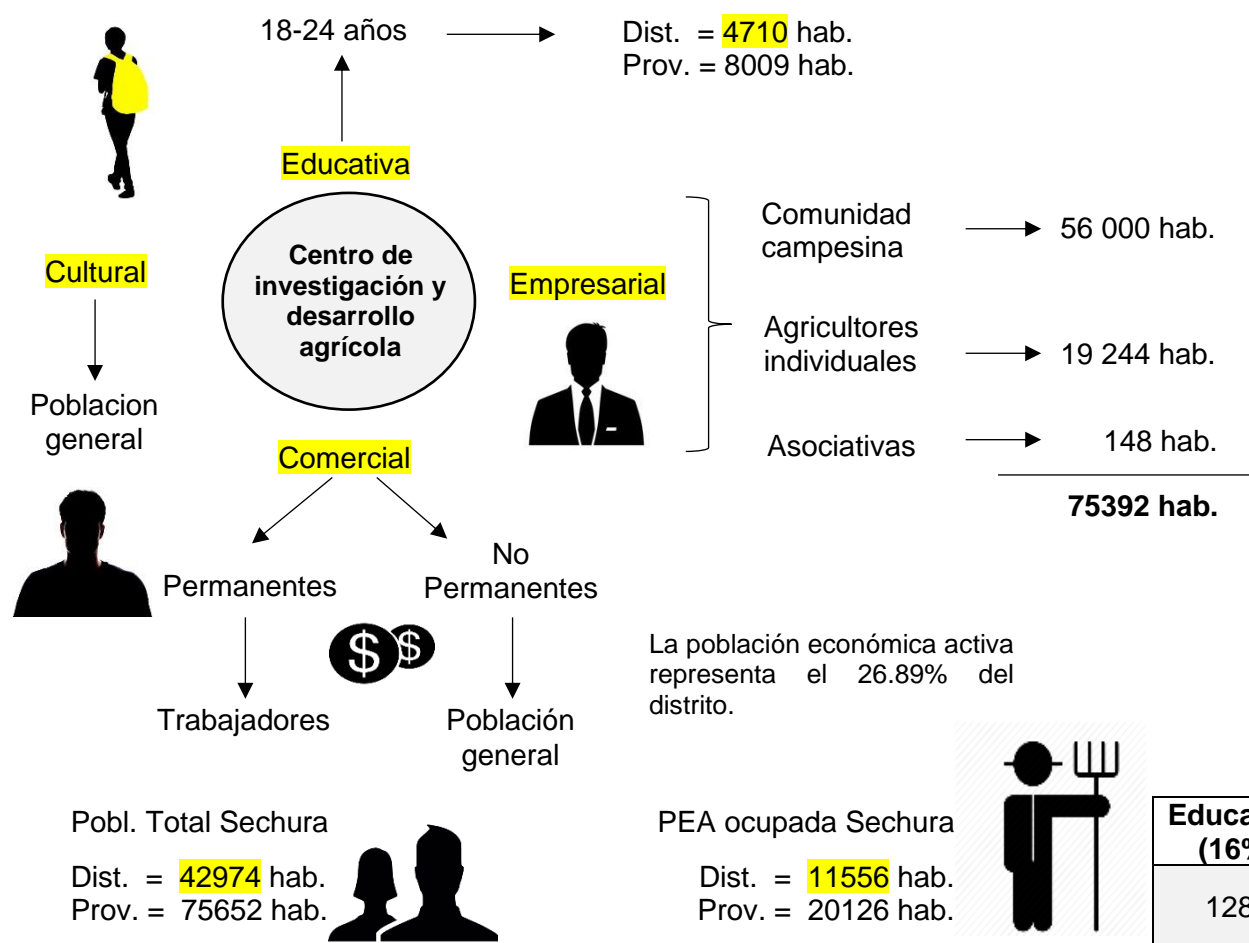 18-24 años
Dist. = 4710 hab.
Prov. = 8009 hab.
Educativa
Centro de
investigación y
desarrollo
agrícola
Cultural
Poblacion
general
Empresarial
Comunidad
campesina
56 000 hab.
Agricultores
individuales
19 244 hab.
Asociativas
148 hab.
75392 hab.
Comercial
Permanentes
No
Permanentes
$
$
Trabajadores
Población
general
La población económica activa
representa el 26.89% del
distrito.
Pobl. Total Sechura
Dist. = 42974 hab.
Prov. = 75652 hab.
PEA ocupada Sechura
Dist. = 11556 hab.
Prov. = 20126 hab.